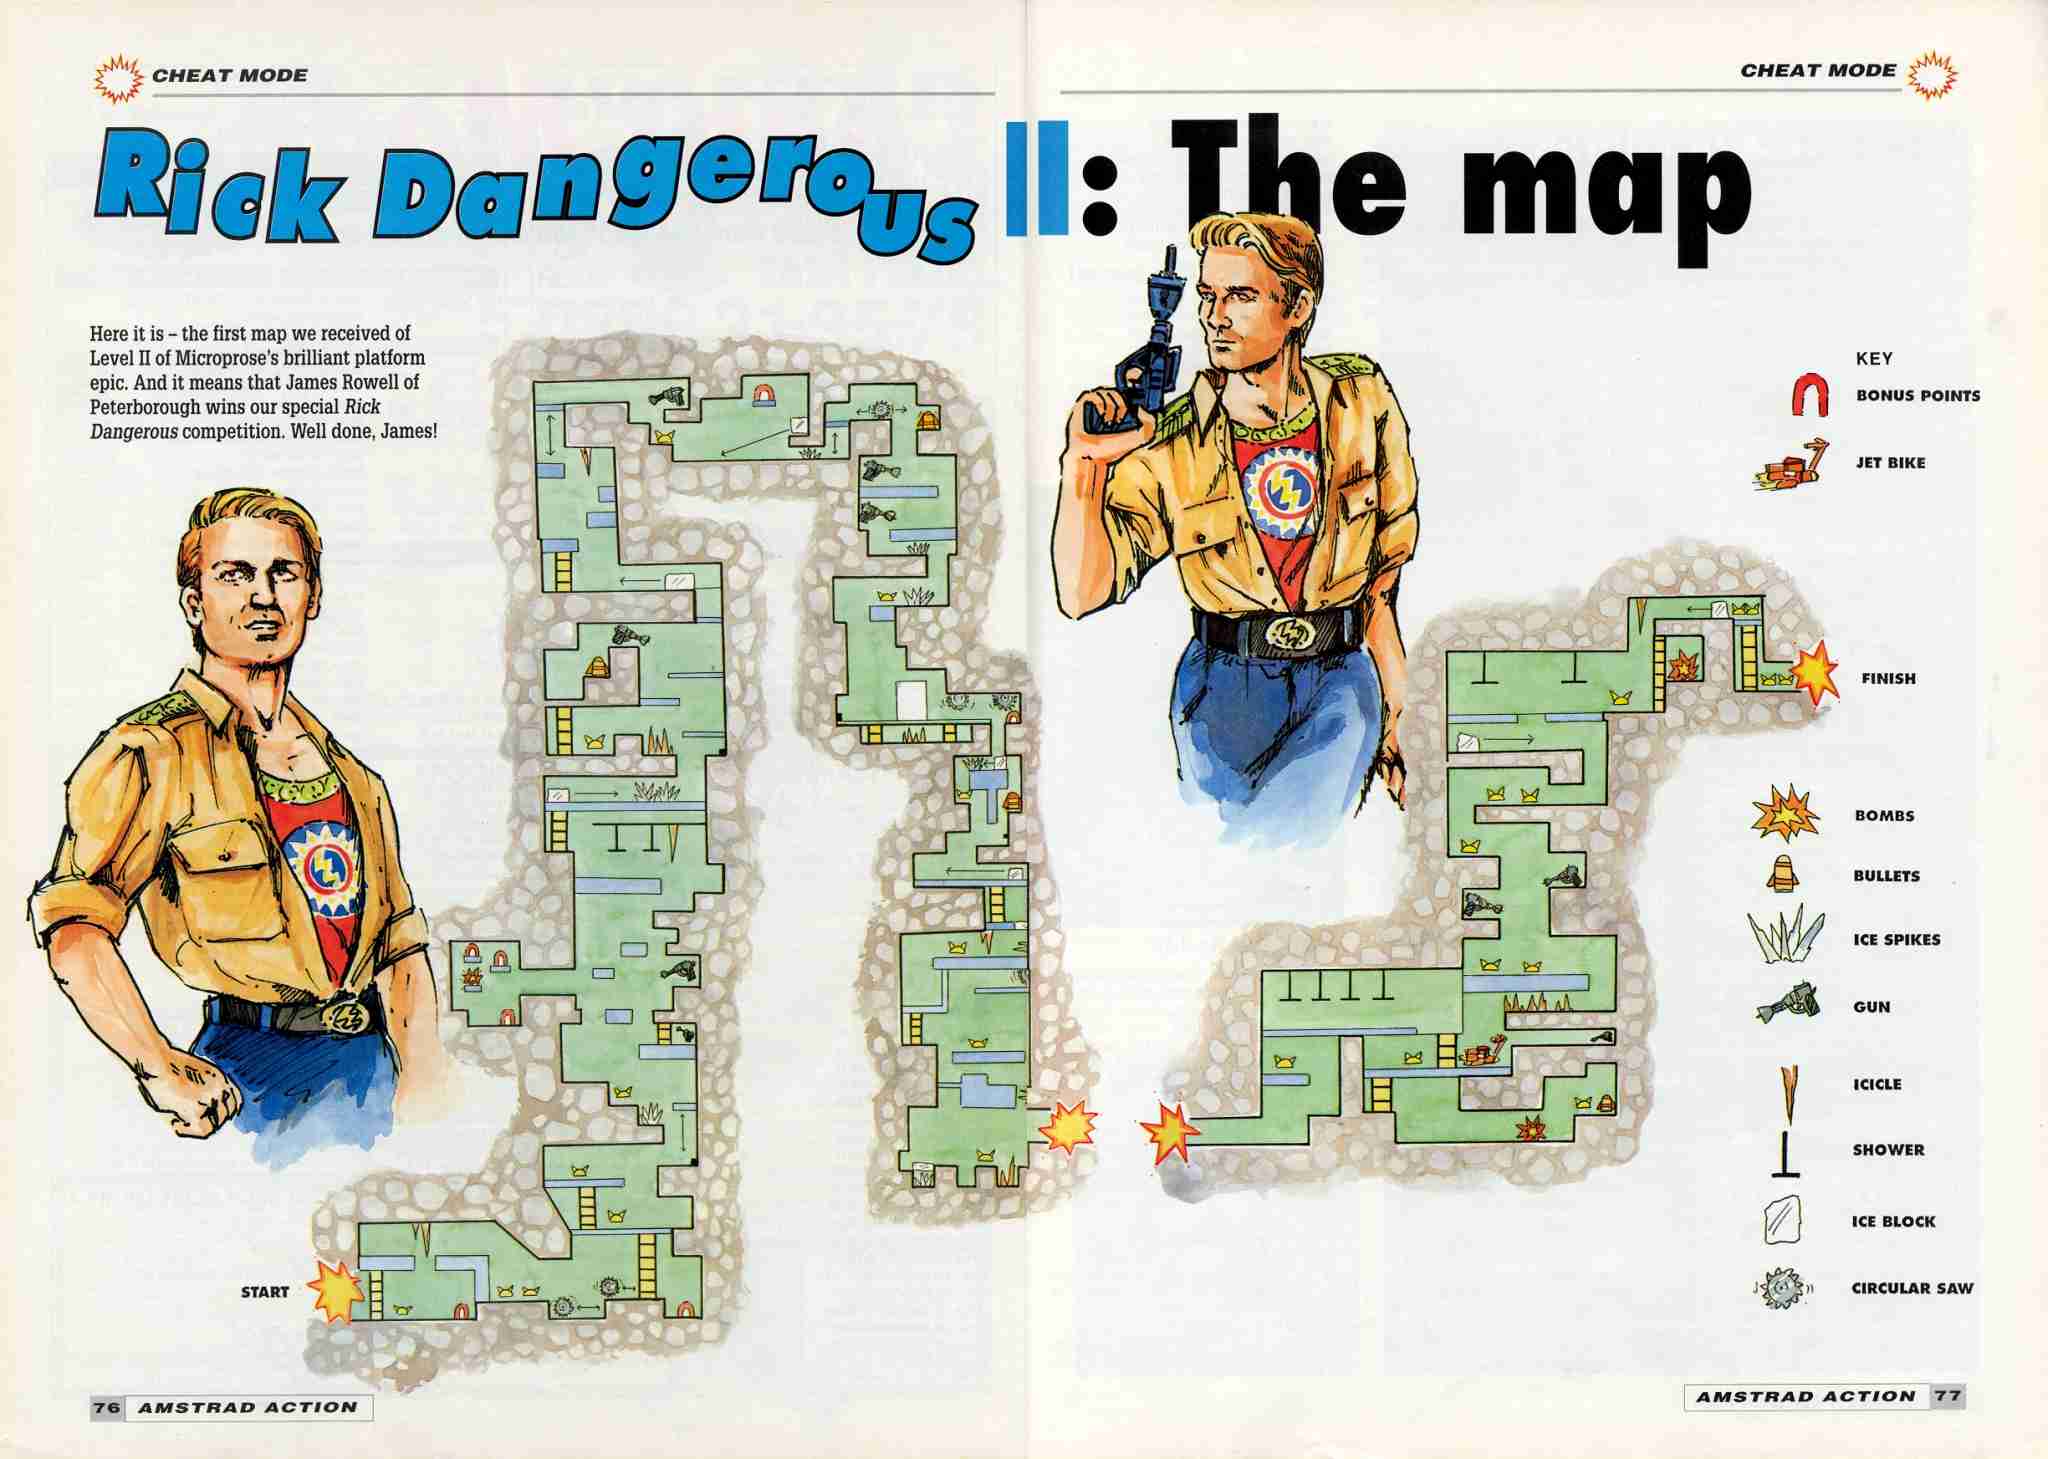 CHEAT MODE
CHEAT MODE
Rick Dangerous II: The map
Here it is – the first map we received of
Level II of Microprose's brilliant platform
epic. And it means that James Rowell of
Peterborough wins our special Rick
Dangerous competition. Well done, James!
KEY
BONUS POINTS
JET BIKE
FINISH
BOMBS
BULLETS
ICE SPIKES
GUN
ICICLE
SHOWER
ICE BLOCK
CIRCULAR SAW
START
76 AMSTRAD ACTION
AMSTRAD ACTION 77